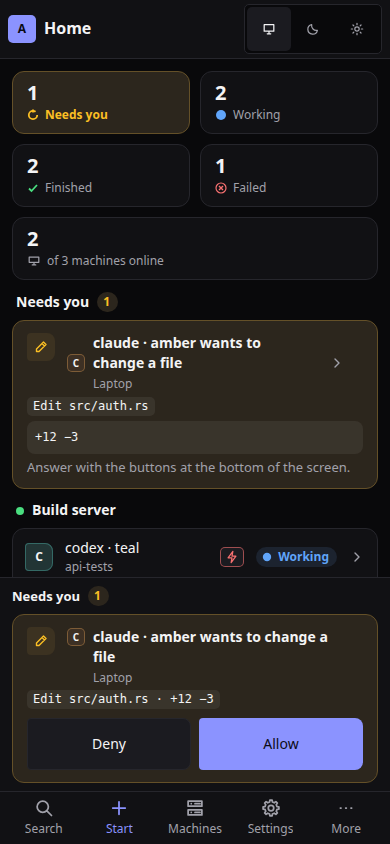 A Home
1
Needs you
2
Working
2
Finished
1
Failed
2
of 3 machines online
Needs you 1
claude · amber wants to
C change a file
Laptop
Edit src/auth.rs
+12 −3
Answer with the buttons at the bottom of the screen.
Build server
C codex · teal Working
api-tests
Needs you 1
C claude · amber wants to change a
file
Laptop
Edit src/auth.rs · +12 −3
Deny Allow
Search Start Machines Settings More